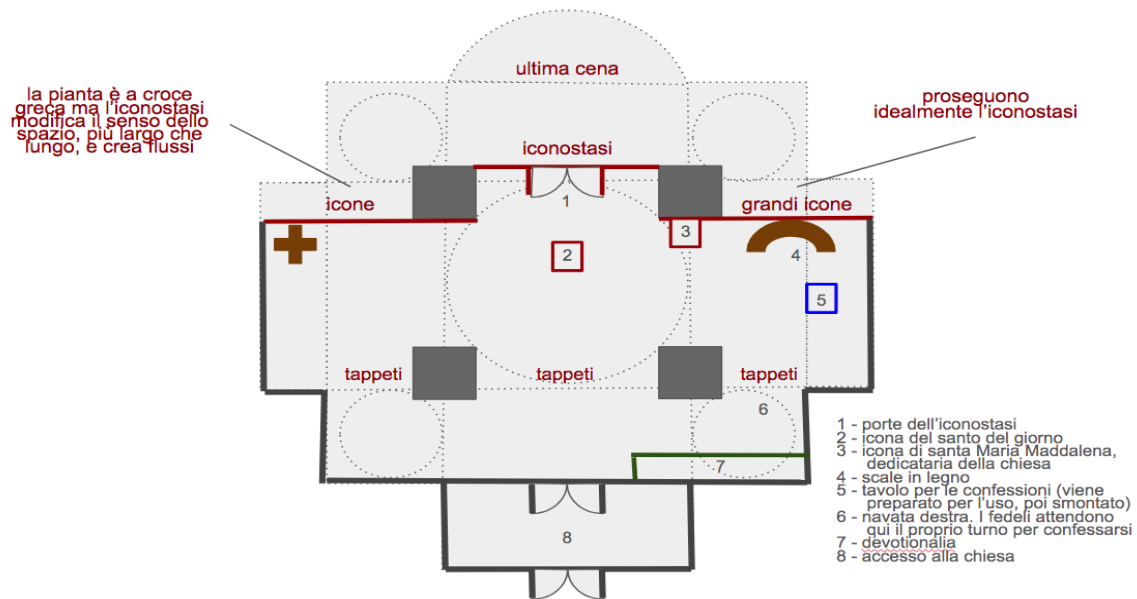 ultima cena
la pianta è a croce
greca ma l'iconostasi
modifica il senso dello
spazio, più largo che
lungo, e crea flussi
proseguono
idealmente l'iconostasi
iconostasi
icone
1
grandi icone
3
2
4
5
tappeti
tappeti
tappeti
6
7
8
1 - porte dell'iconostasi
2 - icona del santo del giorno
3 - icona di santa Maria Maddalena,
dedicataria della chiesa
4 - scale in legno
5 - tavolo per le confessioni (viene
preparato per l'uso, poi smontato)
6 - navata destra. I fedeli attendono
qui il proprio turno per confessarsi
7 - devotionalia
8 - accesso alla chiesa